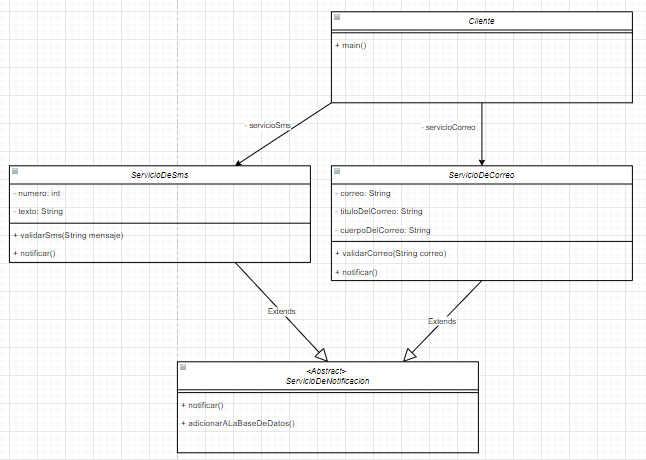 Cliente
+ main()
- servicioSms
- servicioCorreo
ServicioDeSms
- numero: int
- texto: String
+ validarSms(String mensaje)
+ notificar()
ServicioDeCorreo
- correo: String
- tituloDelCorreo: String
- cuerpoDelCorreo: String
+ validarCorreo(String correo)
+ notificar()
Extends
Extends
<Abstract>
ServicioDeNotificacion
+ notificar()
+ adicionarALaBaseDeDatos()